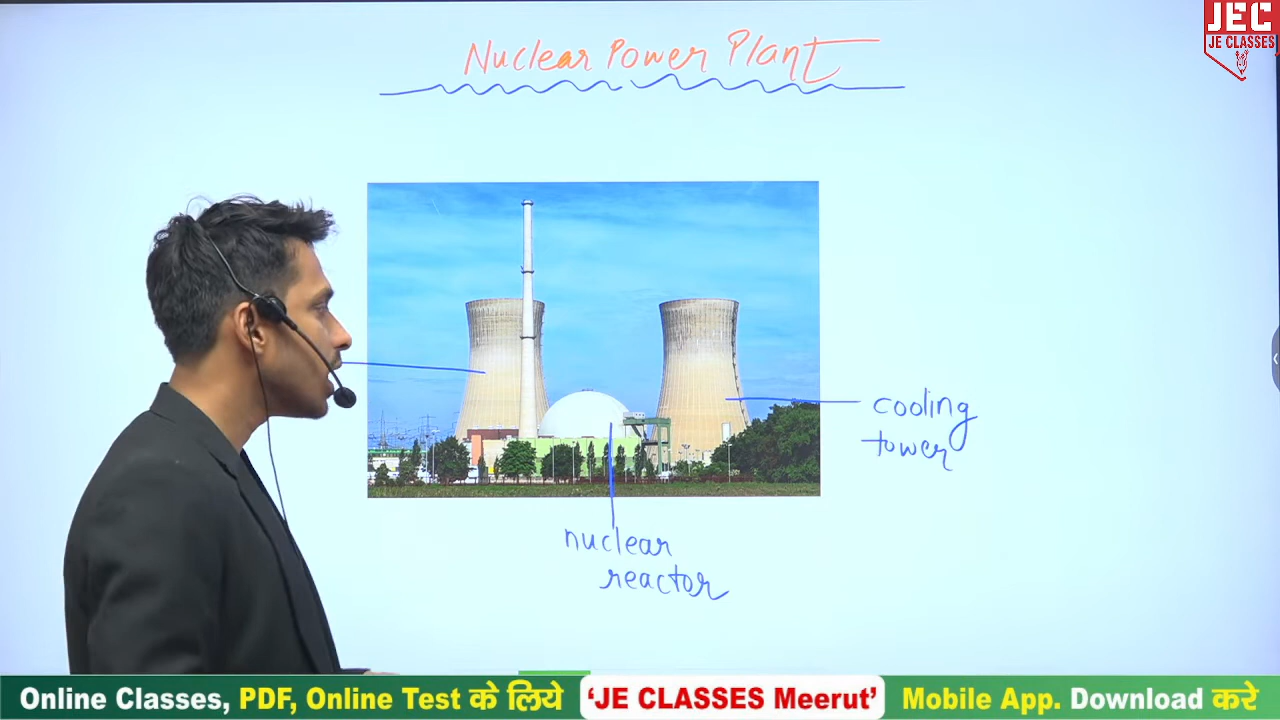 JEC
JE CLASSES
Nuclear Power Plant
cooling
tower
nuclear
reactor
Online Classes, PDF, Online Test के लिये 'JE CLASSES Meerut' Mobile App. Download करे